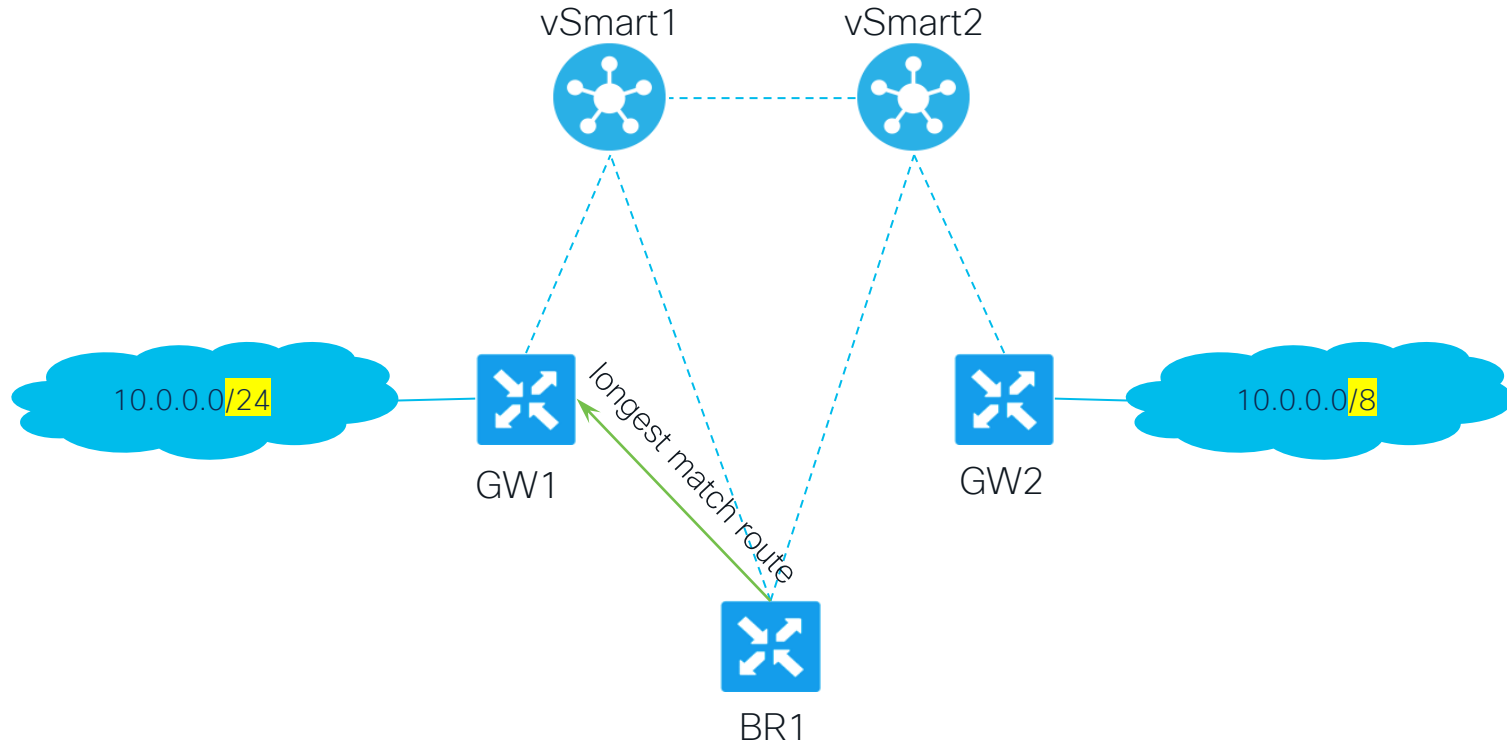 vSmart1
vSmart2
10.0.0.0/24
longest match route
10.0.0.0/8
GW1
GW2
BR1